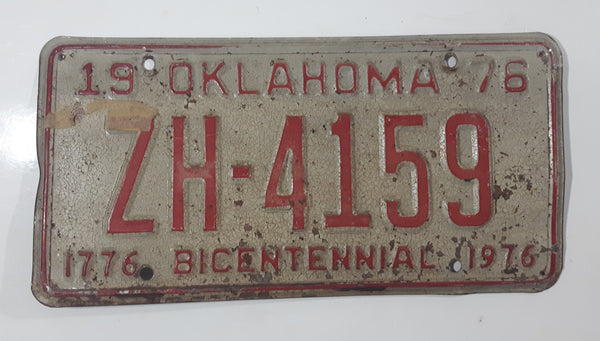 19 OKLAHOMA 76
ZH-4159
1776 BICENTENNIAL 1976